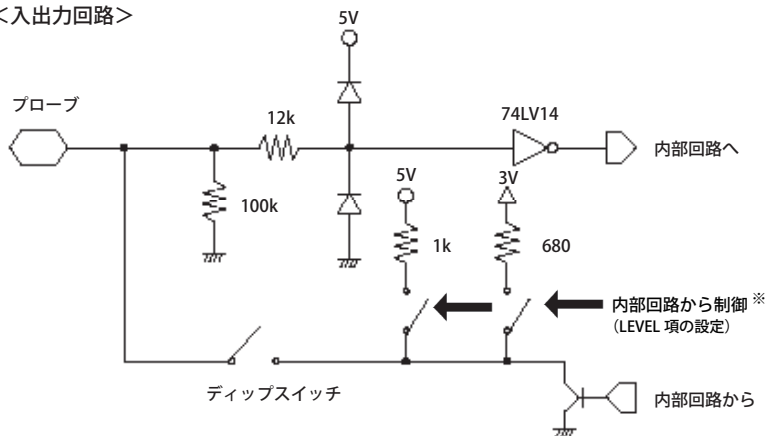 ＜入出力回路＞
5V
プローブ
12k
74LV14
内部回路へ
100k
5V
3V
1k
680
内部回路から制御※
（LEVEL 項の設定）
ディップスイッチ
内部回路から